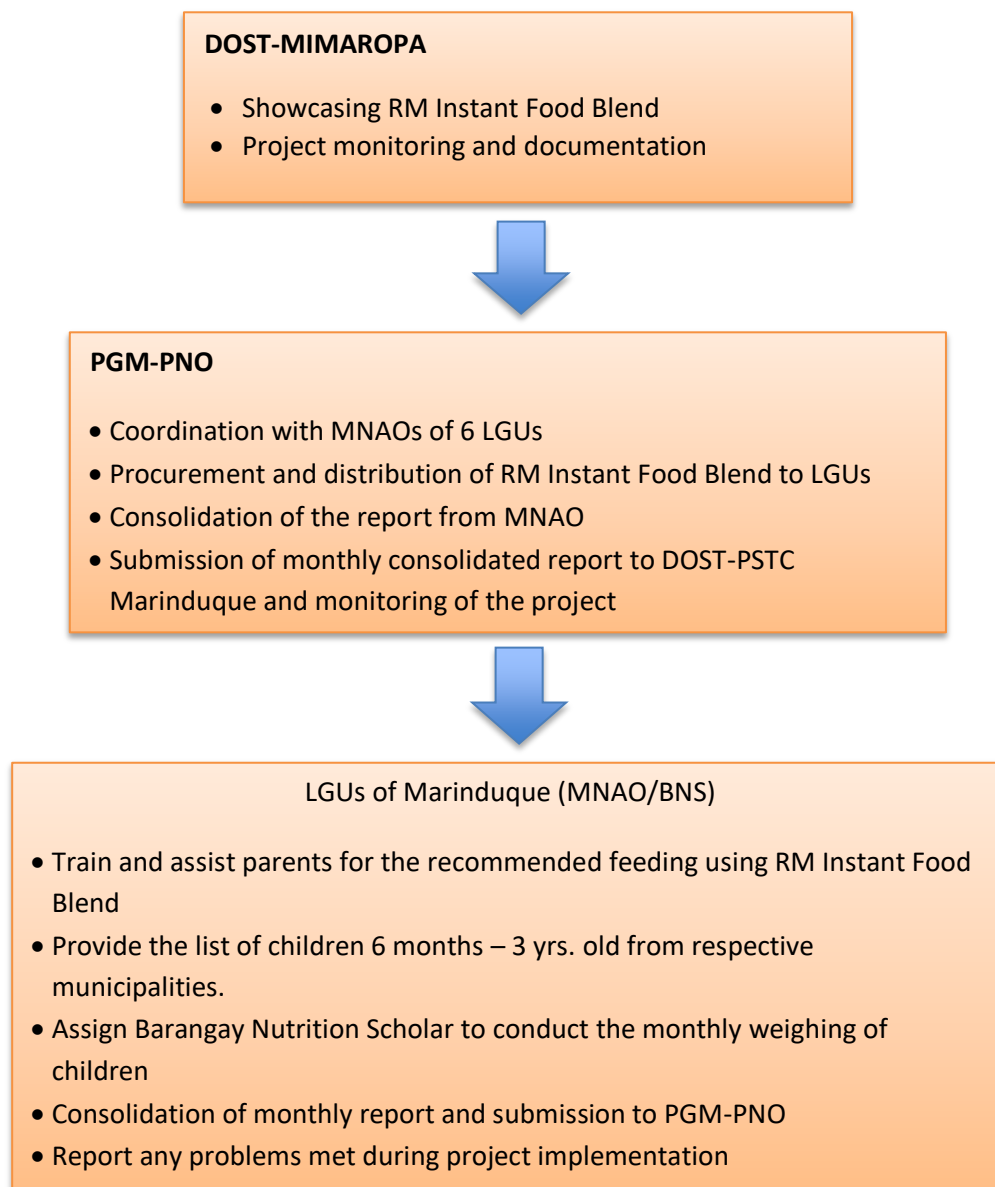 DOST-MIMAROPA
• Showcasing RM Instant Food Blend
• Project monitoring and documentation
PGM-PNO
• Coordination with MNAOs of 6 LGUs
• Procurement and distribution of RM Instant Food Blend to LGUs
• Consolidation of the report from MNAO
• Submission of monthly consolidated report to DOST-PSTC
Marinduque and monitoring of the project
LGUs of Marinduque (MNAO/BNS)
• Train and assist parents for the recommended feeding using RM Instant Food
Blend
• Provide the list of children 6 months – 3 yrs. old from respective
municipalities.
• Assign Barangay Nutrition Scholar to conduct the monthly weighing of
children
• Consolidation of monthly report and submission to PGM-PNO
• Report any problems met during project implementation